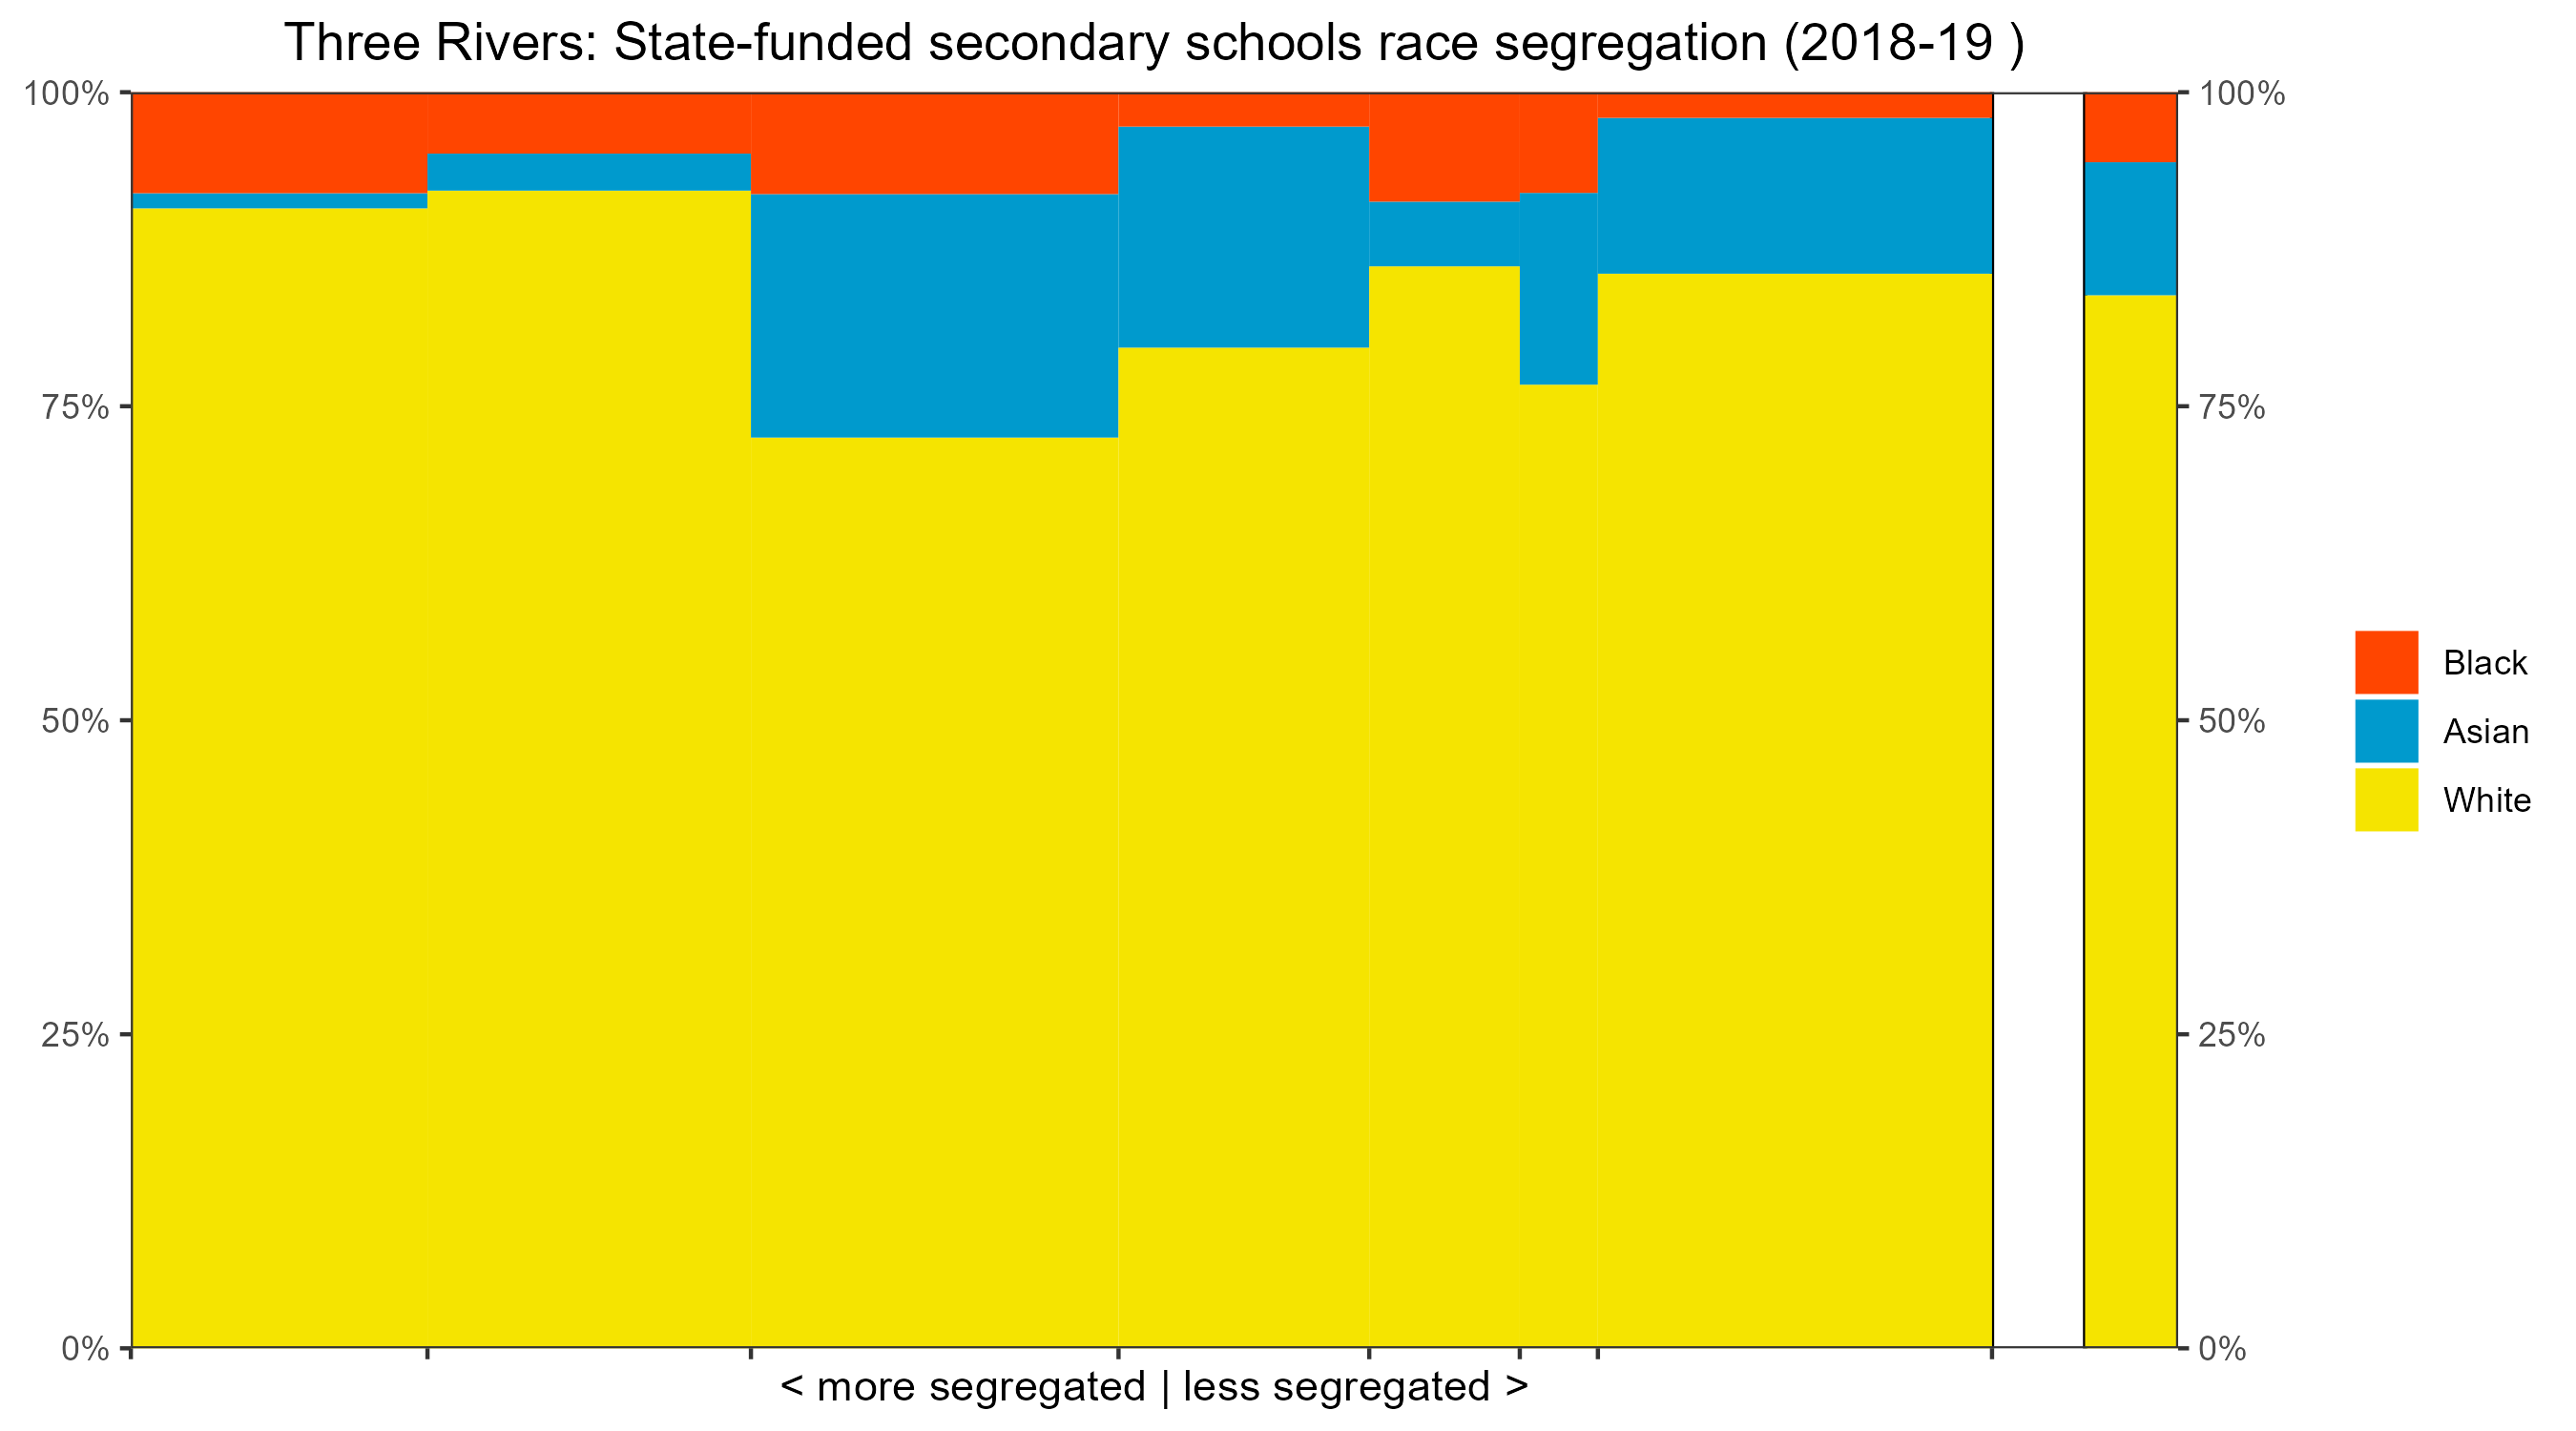 Three Rivers: State-funded secondary schools race segregation (2018-19 )
100%
75%
50%
25%
0%
100%
75%
50%
25%
0%
Black
Asian
White
< more segregated | less segregated >